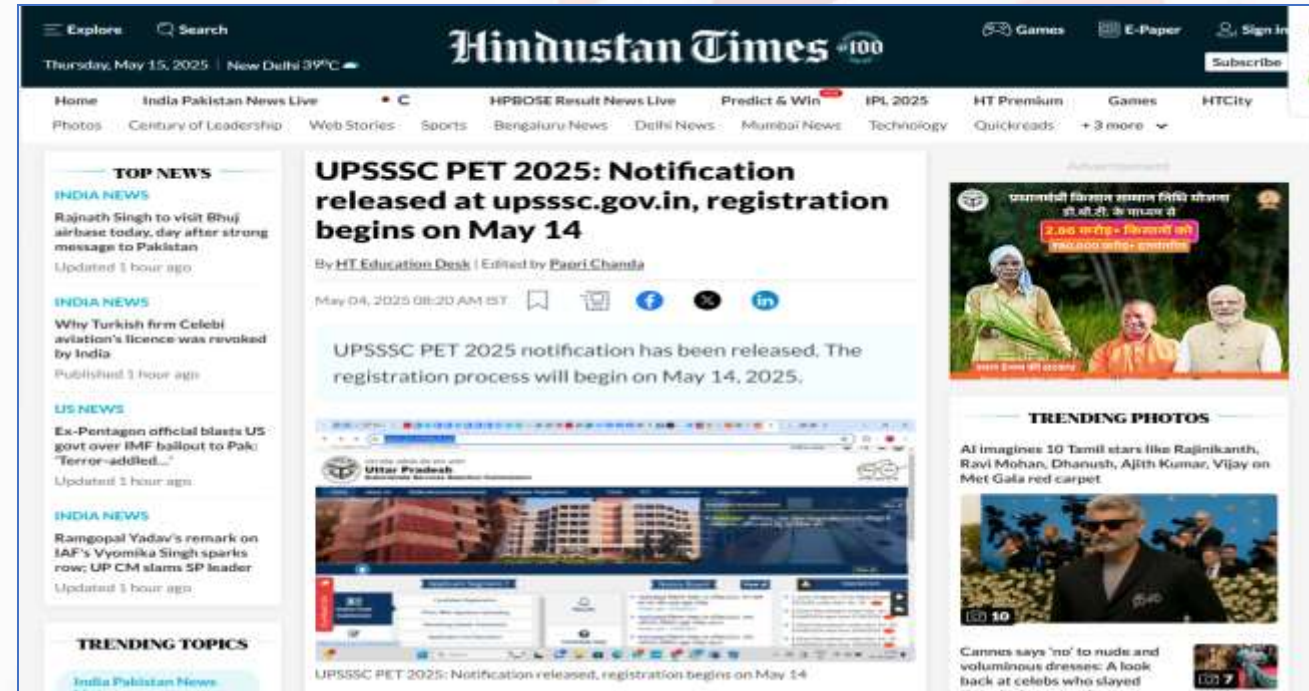 Explore
Search
Hindustan Times 100
Games
E-Paper
Sign in
Thursday, May 15, 2025 | New Delhi 39°C
Subscribe
Home
India Pakistan News Live
C
HPBOSE Result News Live
Predict & Win
IPL 2025
HT Premium
Games
HTCity
Photos
Century of Leadership
Web Stories
Sports
Bengaluru News
Delhi News
Mumbai News
Technology
Quickreads
+ 3 more
TOP NEWS
INDIA NEWS
Rajnath Singh to visit Bhuj
airbase today, day after strong
message to Pakistan
Updated 1 hour ago
INDIA NEWS
Why Turkish firm Celebi
aviation's licence was revoked
by India
Published 1 hour ago
US NEWS
Ex-Pentagon official blasts US
govt over IMF bailout to Pak:
'Terror-addled...'
Updated 1 hour ago
INDIA NEWS
Ramgopal Yadav's remark on
IAF's Vyomika Singh sparks
row; UP CM slams SP leader
Updated 1 hour ago
TRENDING TOPICS
India Pakistan News
UPSSSC PET 2025: Notification
released at upsssc.gov.in, registration
begins on May 14
By HT Education Desk | Edited by Papri Chanda
May 04, 2025 08:20 AM IST
UPSSSC PET 2025 notification has been released. The
registration process will begin on May 14, 2025.
Uttar Pradesh
UPSSSC PET 2025: Notification released, registration begins on May 14
Advertisement
प्रधानमंत्री किसान सम्मान निधि योजना
डी.बी.टी. के माध्यम से
2.86 करोड़+ किसानों को
TRENDING PHOTOS
AI imagines 10 Tamil stars like Rajinikanth,
Ravi Mohan, Dhanush, Ajith Kumar, Vijay on
Met Gala red carpet
10
Cannes says 'no' to nude and
voluminous dresses: A look
back at celebs who slayed
7